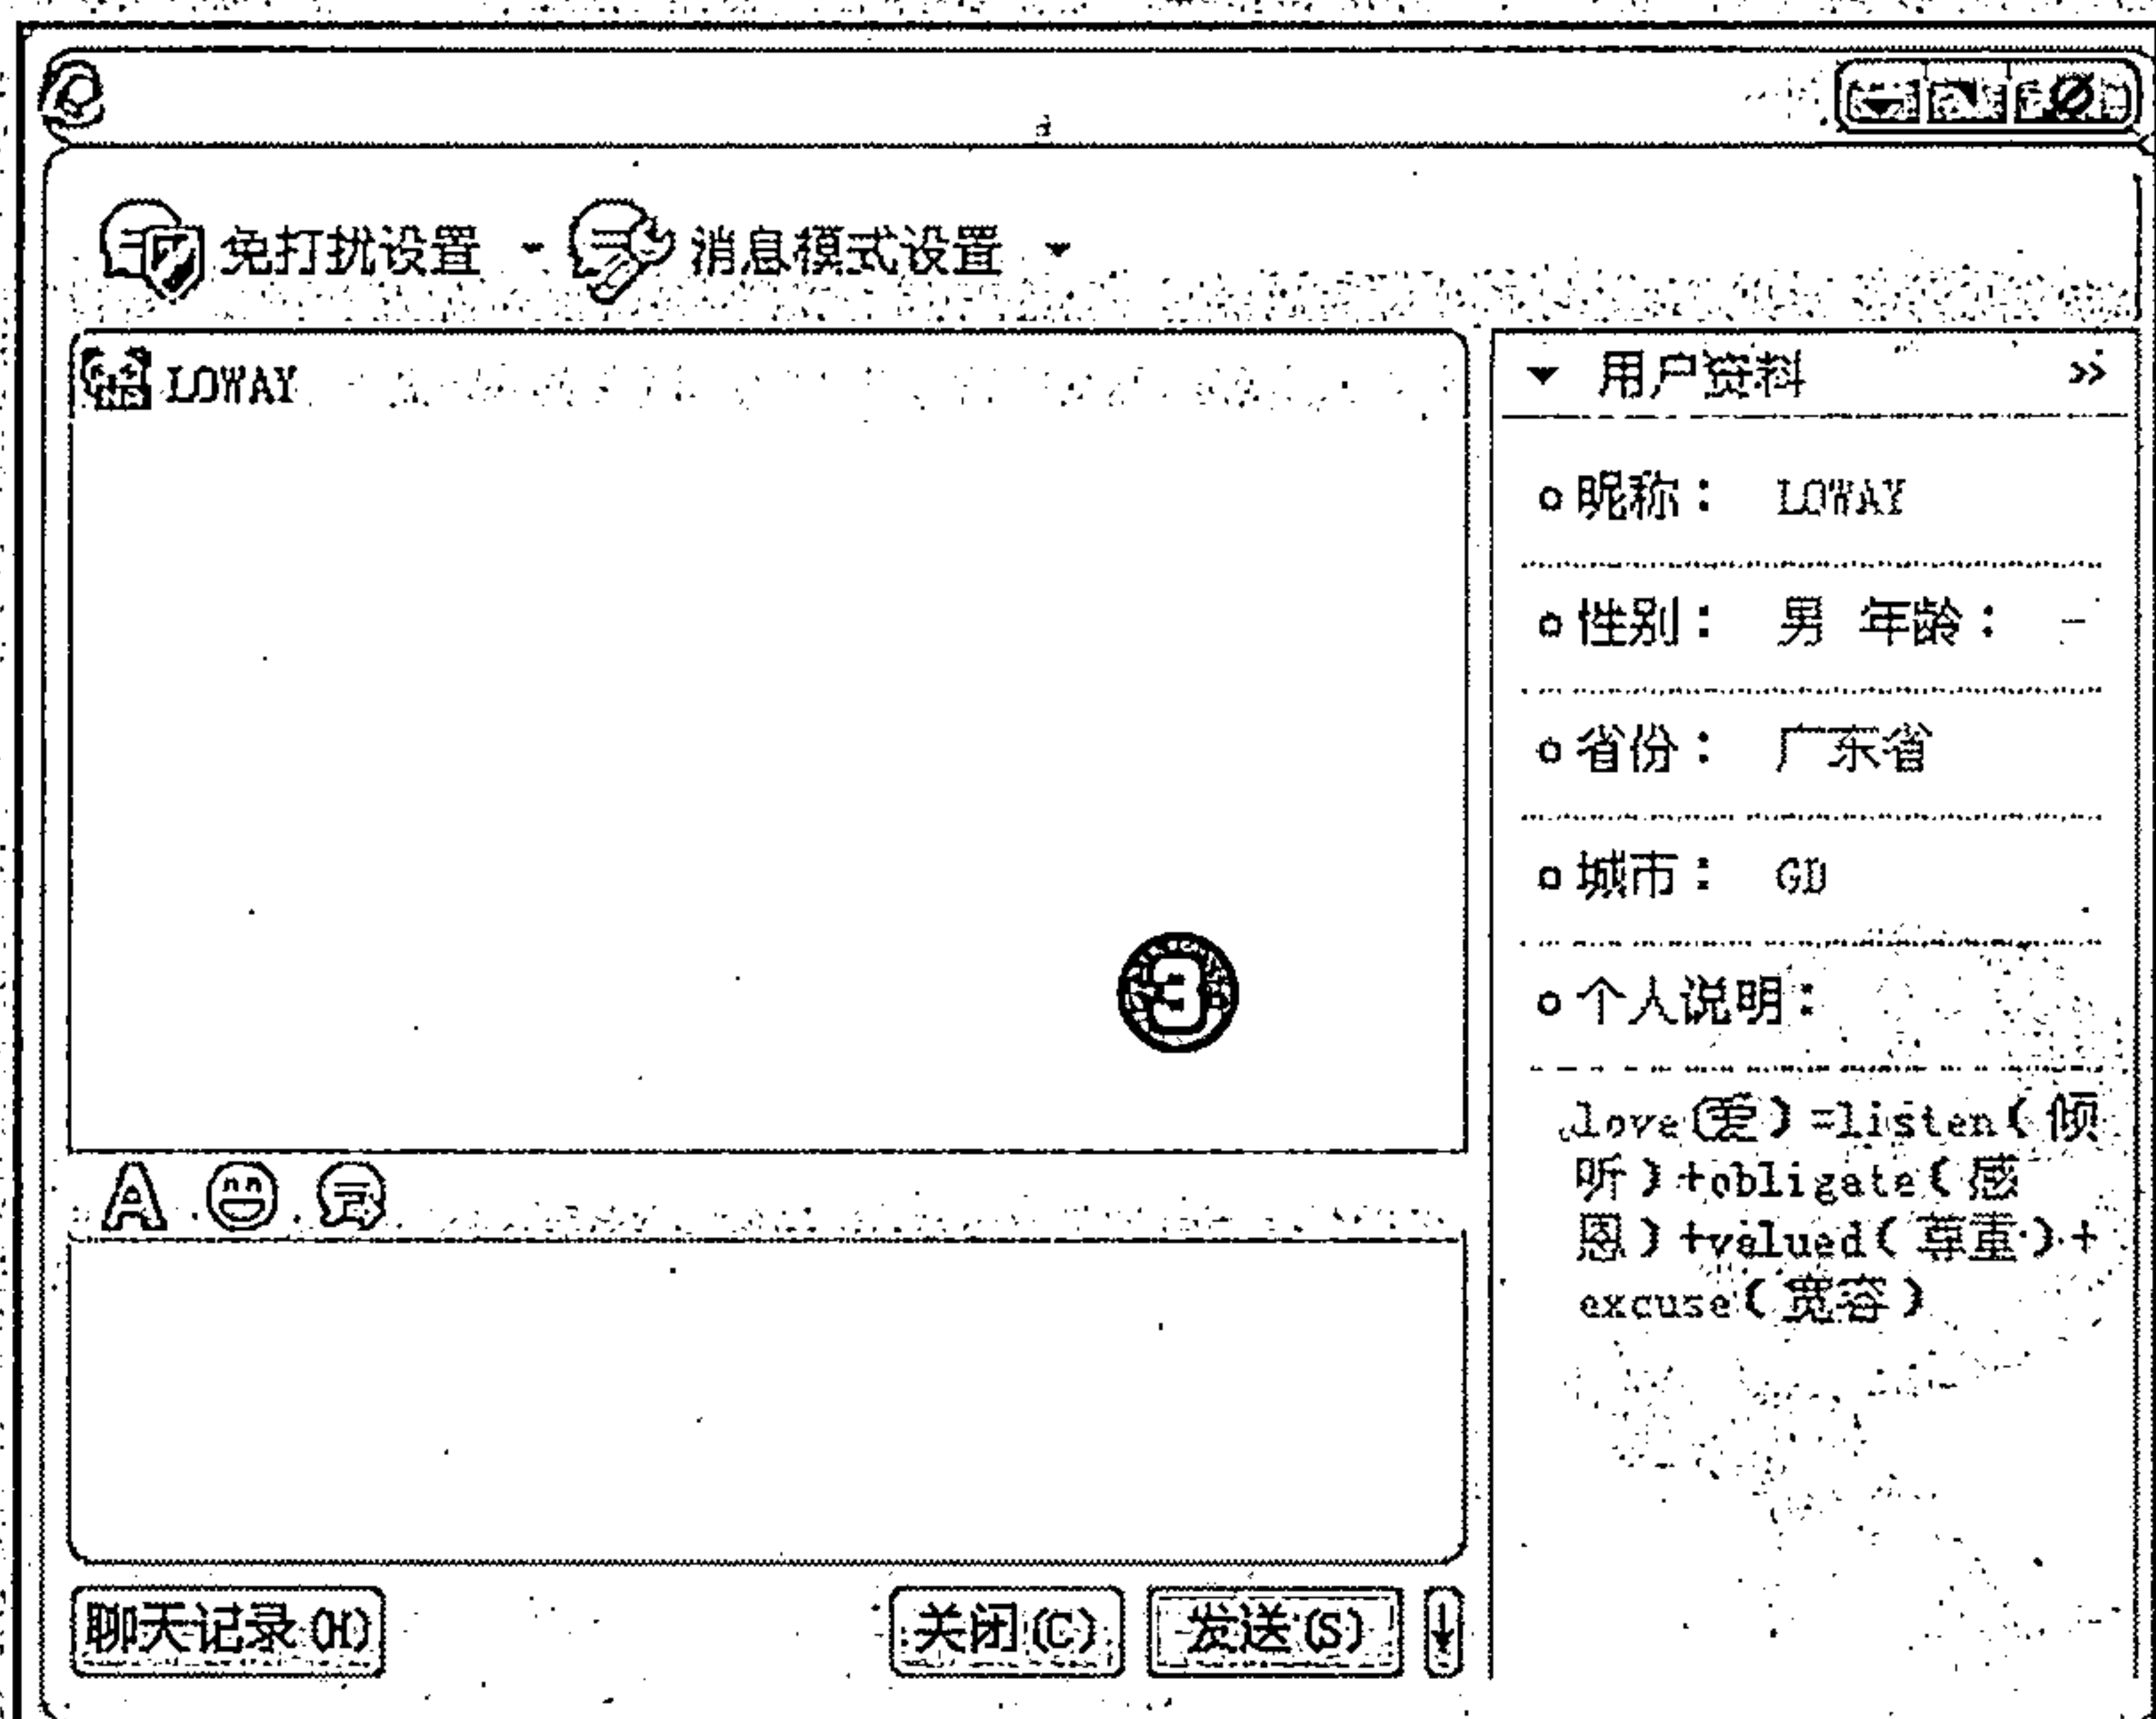 免打扰设置 消息模式设置
LOWAY
用户资料 »
昵称： LOWAY
性别： 男 年龄： -
省份： 广东省
城市： GD
个人说明：
love(爱)=listen(倾
听)+obligate(感
恩)+valued(尊重)+
excuse(宽容)
3
A
聊天记录(H) 关闭(C) 发送(S)